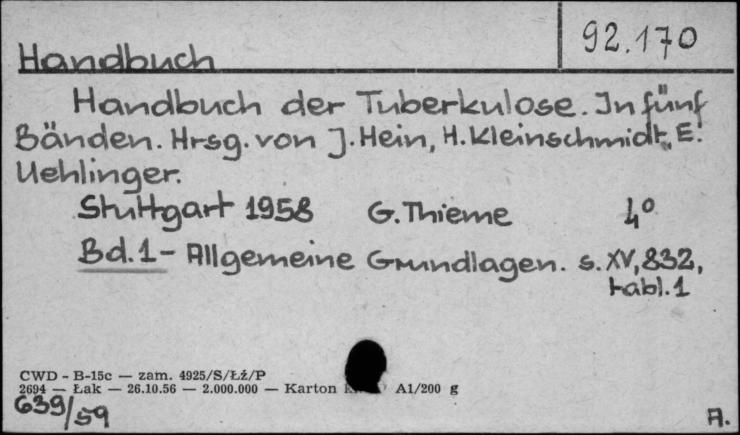 92.170
Handbuch
Handbuch der Tuberkulose. In fünf
Bänden. Hrsg. von J. Hein, H. Kleinschmidt, E.
Uehlinger.
Stuttgart 1958 G. Thieme 4°
Bd. 1 - Allgemeine Grundlagen. s. XV, 832,
tabl. 1
CWD - B-15c — zam. 4925/S/Łź/P
2694 — Łak — 26.10.56 — 2.000.000 — Karton A1/200 g
639/59
A.